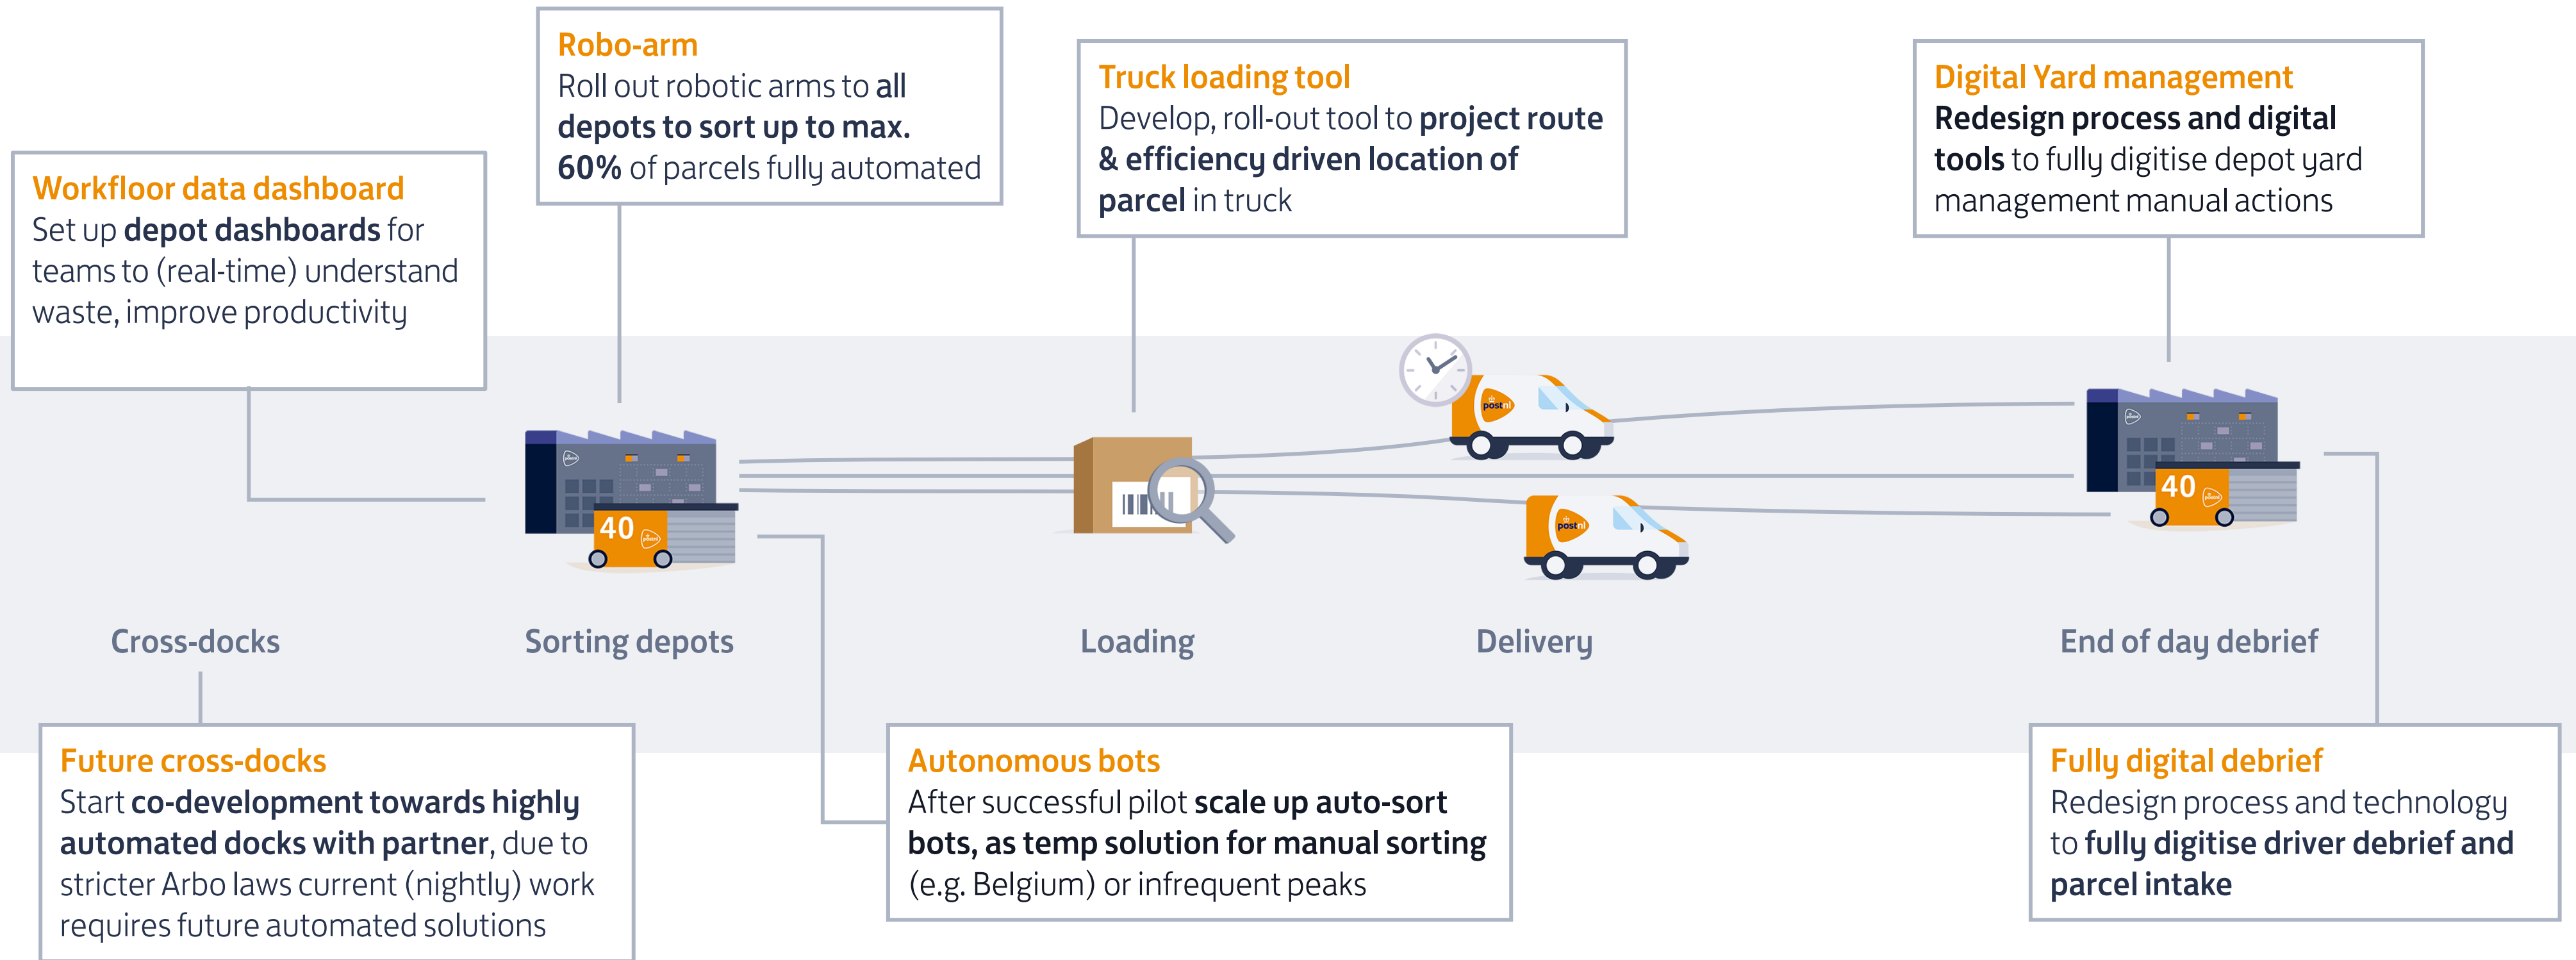 Robo-arm
Roll out robotic arms to all
depots to sort up to max.
60% of parcels fully automated
Truck loading tool
Develop, roll-out tool to project route
& efficiency driven location of
parcel in truck
Digital Yard management
Redesign process and digital
tools to fully digitise depot yard
management manual actions
Workfloor data dashboard
Set up depot dashboards for
teams to (real-time) understand
waste, improve productivity
postnl
postnl
40
postnl
40
postnl
Cross-docks
Sorting depots
Loading
Delivery
End of day debrief
Future cross-docks
Start co-development towards highly
automated docks with partner, due to
stricter Arbo laws current (nightly) work
requires future automated solutions
Autonomous bots
After successful pilot scale up auto-sort
bots, as temp solution for manual sorting
(e.g. Belgium) or infrequent peaks
Fully digital debrief
Redesign process and technology
to fully digitise driver debrief and
parcel intake